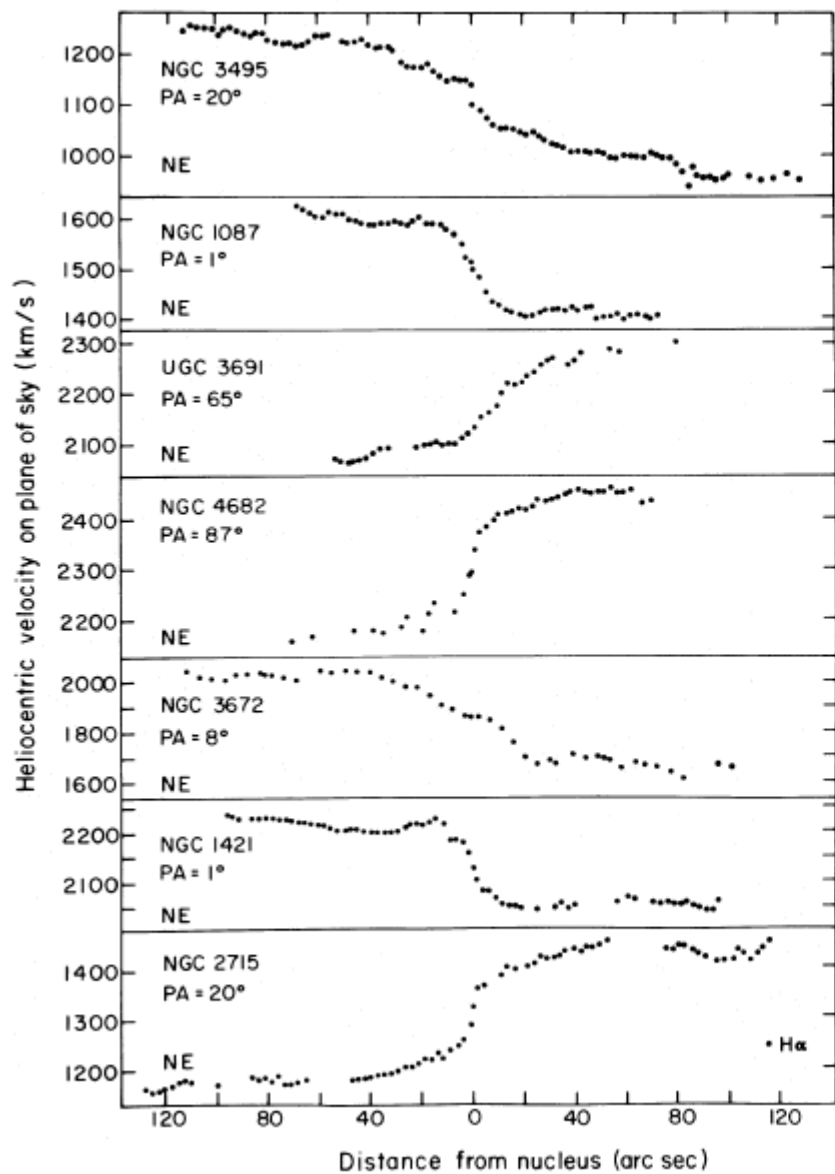 Heliocentric velocity on plane of sky (km/s)
NGC 3495
PA = 20°
NE
1200
1100
1000
NGC 1087
PA = 1°
NE
1600
1500
1400
UGC 3691
PA = 65°
NE
2300
2200
2100
NGC 4682
PA = 87°
NE
2400
2300
2200
NGC 3672
PA = 8°
NE
2000
1800
1600
NGC 1421
PA = 1°
NE
2200
2100
NGC 2715
PA = 20°
NE
1400
1300
1200
• Hα
120 80 40 0 40 80 120
Distance from nucleus (arc sec)